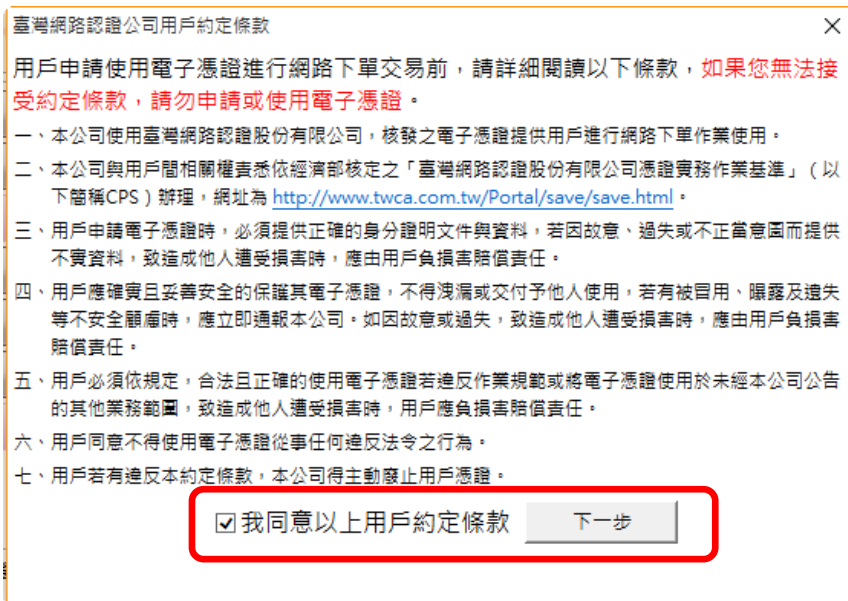 臺灣網路認證公司用戶約定條款
用戶申請使用電子憑證進行網路下單交易前，請詳細閱讀以下條款，如果您無法接
受約定條款，請勿申請或使用電子憑證。
一、本公司使用臺灣網路認證股份有限公司，核發之電子憑證提供用戶進行網路下單作業使用。
二、本公司與用戶間相關權責悉依經濟部核定之「臺灣網路認證股份有限公司憑證實務作業基準」（以
下簡稱CPS）辦理，網址為 http://www.twca.com.tw/Portal/save/save.html。
三、用戶申請電子憑證時，必須提供正確的身分證明文件與資料，若因故意、過失或不正當意圖而提供
不實資料，致造成他人遭受損害時，應由用戶負損害賠償責任。
四、用戶應確實且妥善安全的保護其電子憑證，不得洩漏或交付予他人使用，若有被冒用、曝露及遺失
等不安全顧慮時，應立即通報本公司。如因故意或過失，致造成他人遭受損害時，應由用戶負損害
賠償責任。
五、用戶必須依規定，合法且正確的使用電子憑證若違反作業規範或將電子憑證使用於未經本公司公告
的其他業務範圍，致造成他人遭受損害時，用戶應負損害賠償責任。
六、用戶同意不得使用電子憑證從事任何違反法令之行為。
七、用戶若有違反本約定條款，本公司得主動廢止用戶憑證。
我同意以上用戶約定條款 下一步